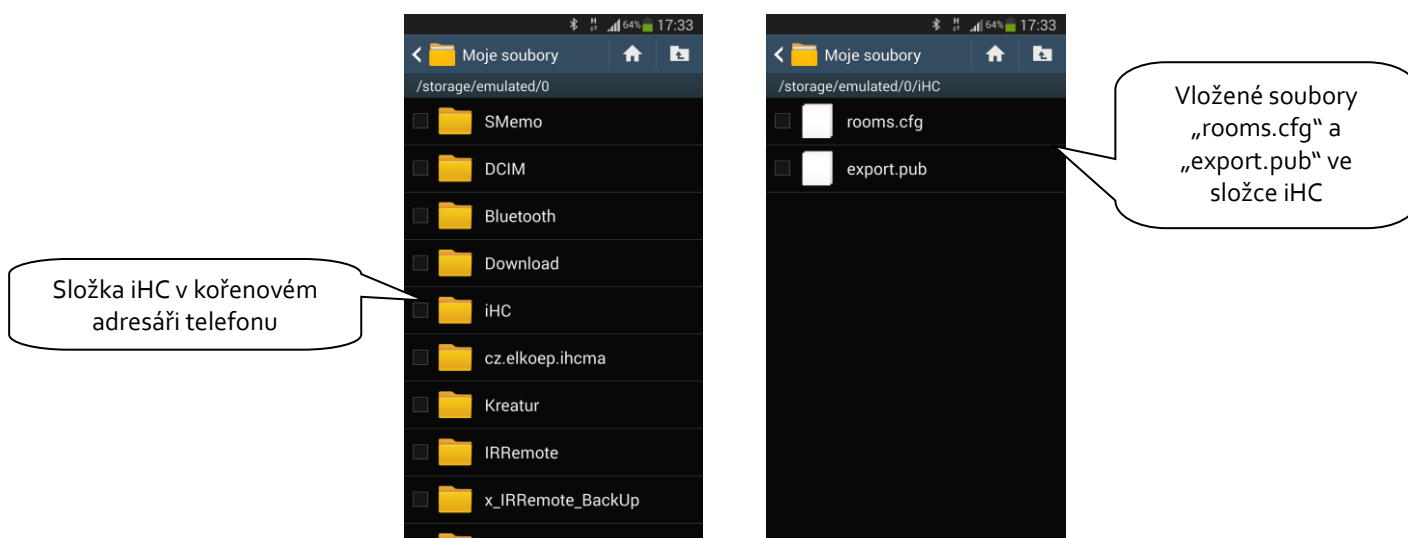 64% 17:33
Moje soubory
/storage/emulated/0
SMemo
DCIM
Bluetooth
Download
iHC
cz.elkoep.ihcma
Kreatur
IRRemote
x_IRRemote_BackUp
Složka iHC v kořenovém
adresáři telefonu
H 64% 17:33
Moje soubory
/storage/emulated/0/iHC
rooms.cfg
export.pub
Vložené soubory
„rooms.cfg“ a
„export.pub“ ve
složce iHC